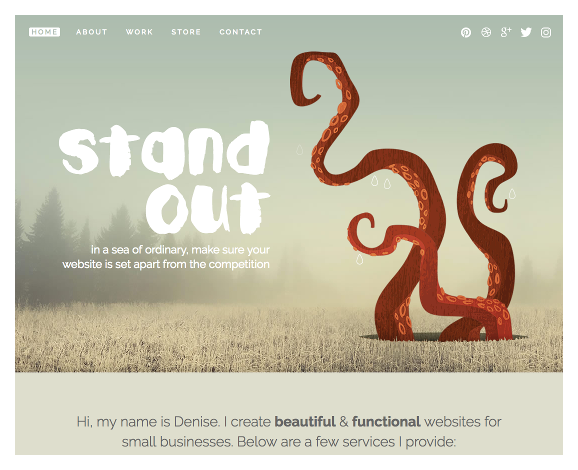 HOME ABOUT WORK STORE CONTACT
stand
out
in a sea of ordinary, make sure your
website is set apart from the competition
Hi, my name is Denise. I create beautiful & functional websites for
small businesses. Below are a few services I provide: